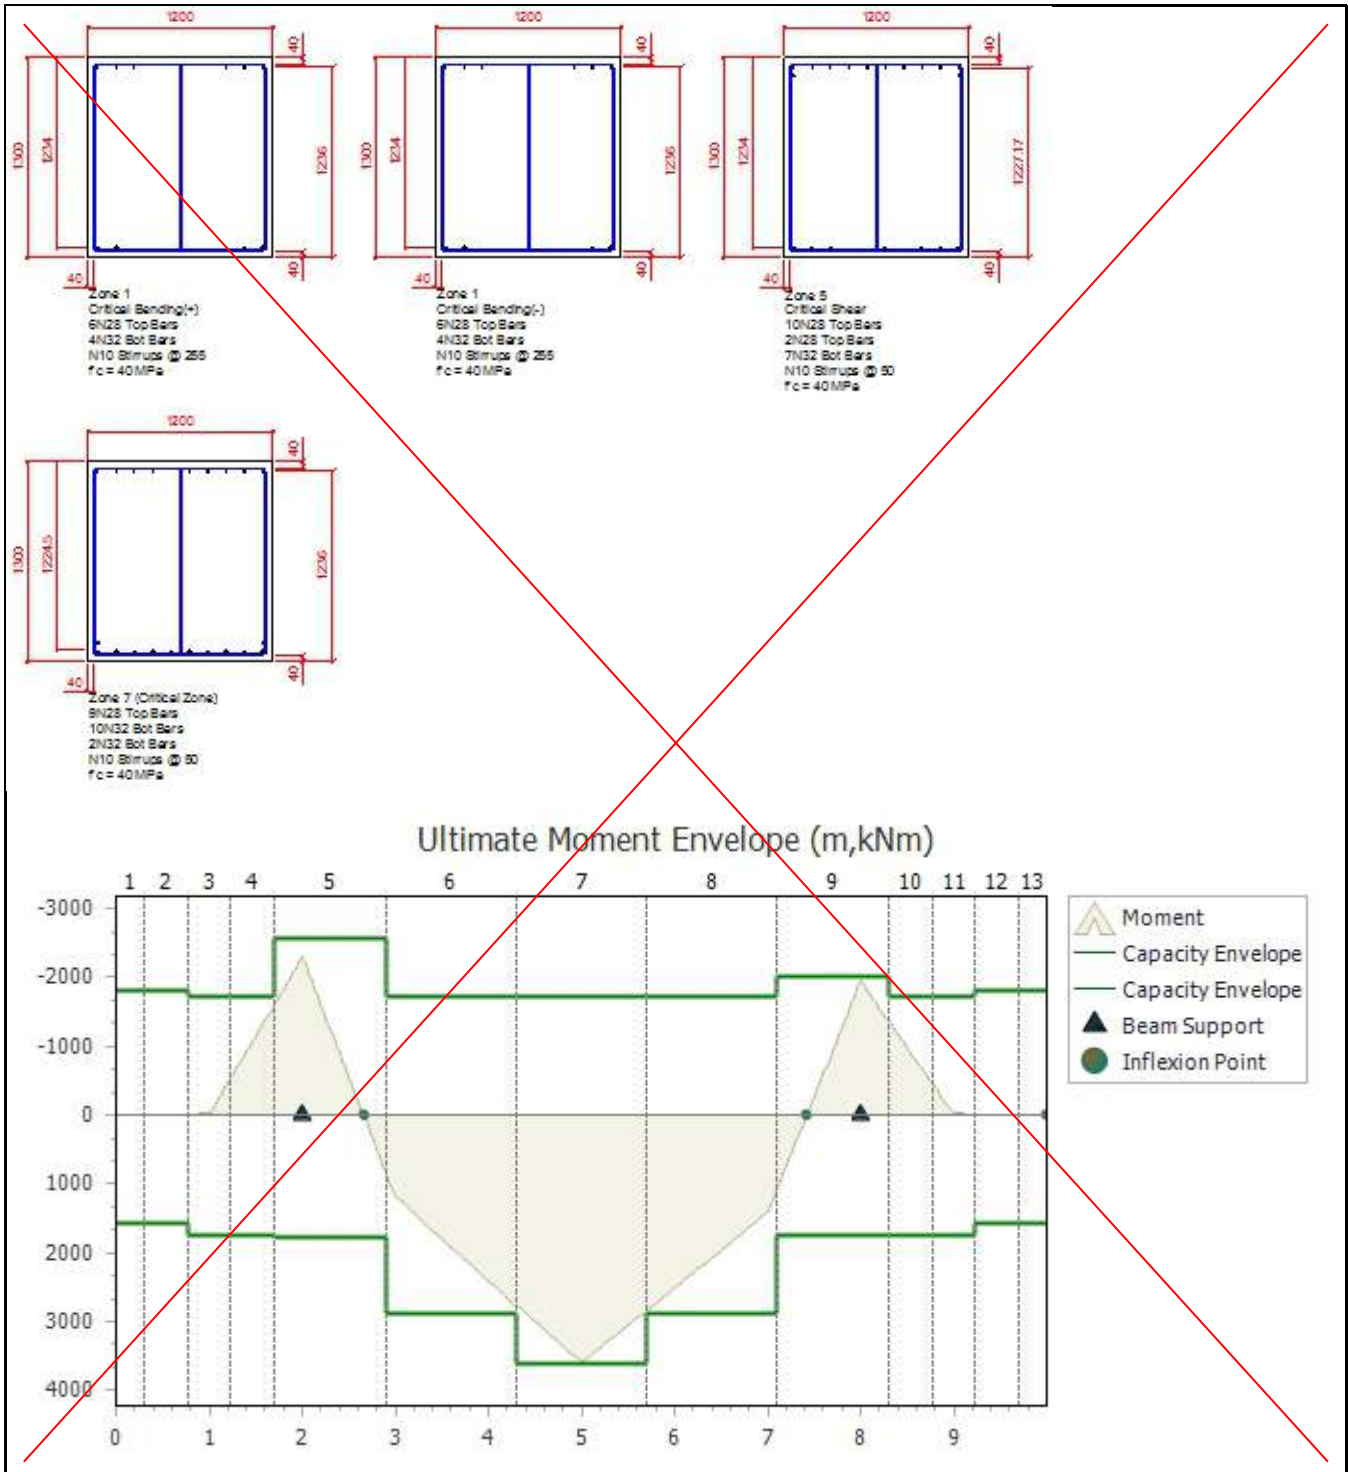 1200
40
1300
1234
1236
40
40
Zone 1
Critical Bending(+)
6N28 Top Bars
4N32 Bot Bars
N10 Stirrups @ 255
f'c = 40MPa
1200
40
1300
1234
1236
40
40
Zone 1
Critical Bending(-)
6N28 Top Bars
4N32 Bot Bars
N10 Stirrups @ 255
f'c = 40MPa
1200
40
1300
1234
1227.17
40
40
Zone 5
Critical Shear
10N28 Top Bars
2N28 Top Bars
7N32 Bot Bars
N10 Stirrups @ 50
f'c = 40MPa
1200
40
1300
1224.5
1236
40
40
Zone 7 (Critical Zone)
9N28 Top Bars
10N32 Bot Bars
2N32 Bot Bars
N10 Stirrups @ 50
f'c = 40MPa
Ultimate Moment Envelope (m,kNm)
1 2 3 4 5 6 7 8 9 10 11 12 13
-3000
-2000
-1000
0
1000
2000
3000
4000
0 1 2 3 4 5 6 7 8 9
Moment
Capacity Envelope
Capacity Envelope
Beam Support
Inflexion Point